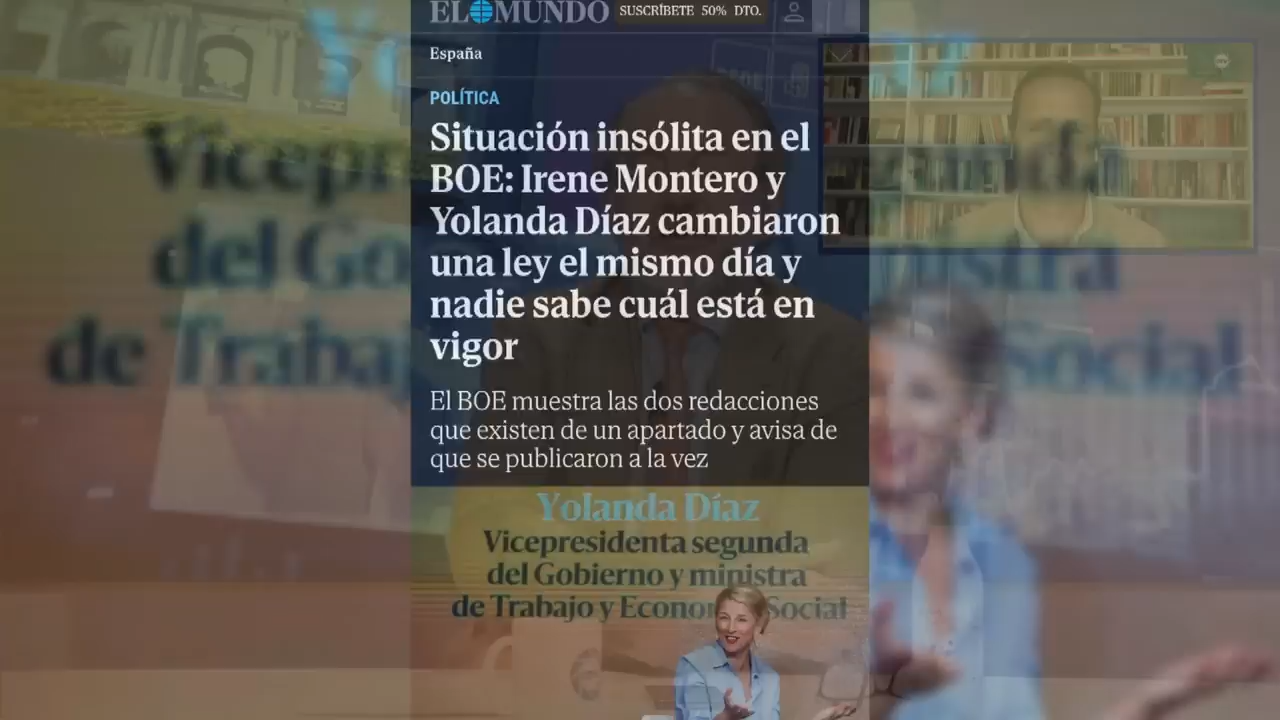 EL MUNDO
SUSCRÍBETE 50% DTO.
España
POLÍTICA
Situación insólita en el
BOE: Irene Montero y
Yolanda Díaz cambiaron
una ley el mismo día y
nadie sabe cuál está en
vigor
El BOE muestra las dos redacciones
que existen de un apartado y avisa de
que se publicaron a la vez
Yolanda Díaz
Vicepresidenta segunda
del Gobierno y ministra
de Trabajo y Economía Social